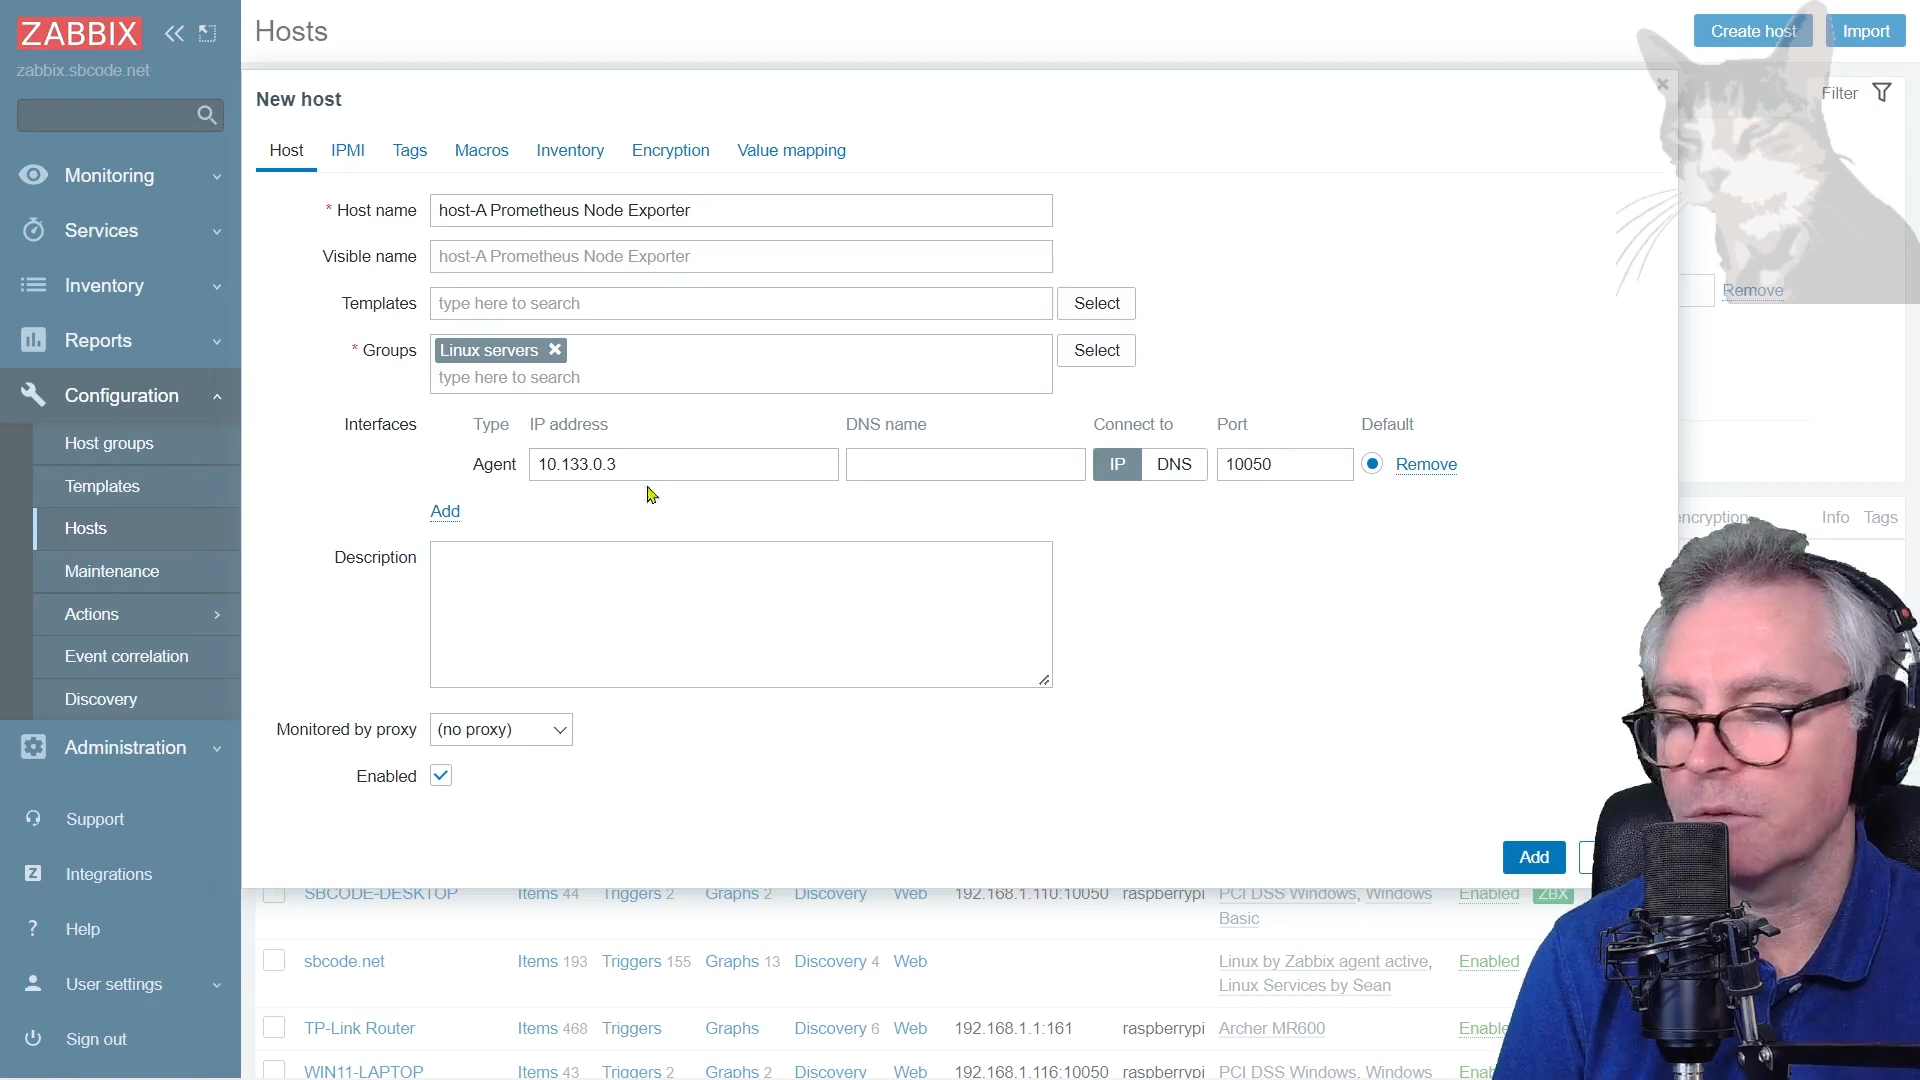 ZABBIX
zabbix.sbcode.net
Monitoring
Services
Inventory
Reports
Configuration
Host groups
Templates
Hosts
Maintenance
Actions
Event correlation
Discovery
Administration
Support
Integrations
Help
User settings
Sign out
Hosts
Create host
Import
Filter
New host
Host IPMI Tags Macros Inventory Encryption Value mapping
* Host name host-A Prometheus Node Exporter
Visible name host-A Prometheus Node Exporter
Templates type here to search Select
* Groups Linux servers Select
type here to search
Remove
Interfaces Type IP address DNS name Connect to Port Default
Agent 10.133.0.3 IP DNS 10050 Remove
Add
encryption Info Tags
Description
Monitored by proxy (no proxy)
Enabled
Add
SBCODE-DESKTOP Items 44 Triggers 2 Graphs 2 Discovery Web 192.168.1.110:10050 raspberrypi PCI DSS Windows, Windows Enabled ZBX
Basic
sbcode.net Items 193 Triggers 155 Graphs 13 Discovery 4 Web Linux by Zabbix agent active, Enabled
Linux Services by Sean
TP-Link Router Items 468 Triggers Graphs Discovery 6 Web 192.168.1.1:161 raspberrypi Archer MR600
WIN11-LAPTOP Items 43 Triggers 2 Graphs 2 Discovery Web 192.168.1.116:10050 raspberrypi PCI DSS Windows, Windows